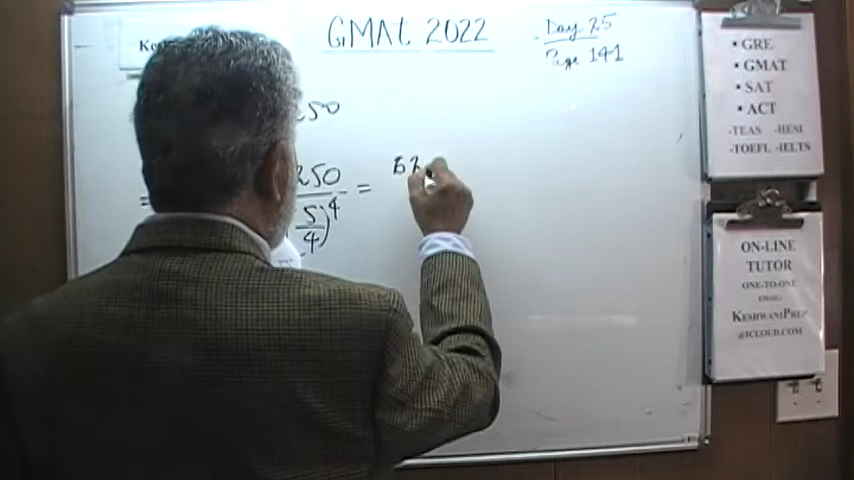 GMAt 2022
Day 25
Page 141
250
= 250 / (5/4)^4 = 62
• GRE
• GMAT
• SAT
• ACT
-TEAS -HESI
-TOEFL -IELTS
ON-LINE
TUTOR
ONE-TO-ONE
EMAIL:
KESHWANIPREP
@ICLOUD.COM